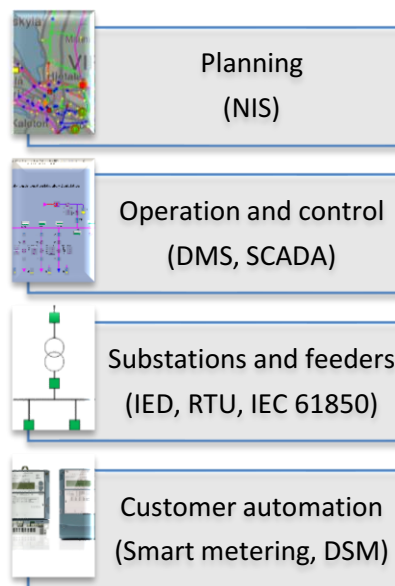 Planning
(NIS)
Operation and control
(DMS, SCADA)
Substations and feeders
(IED, RTU, IEC 61850)
Customer automation
(Smart metering, DSM)